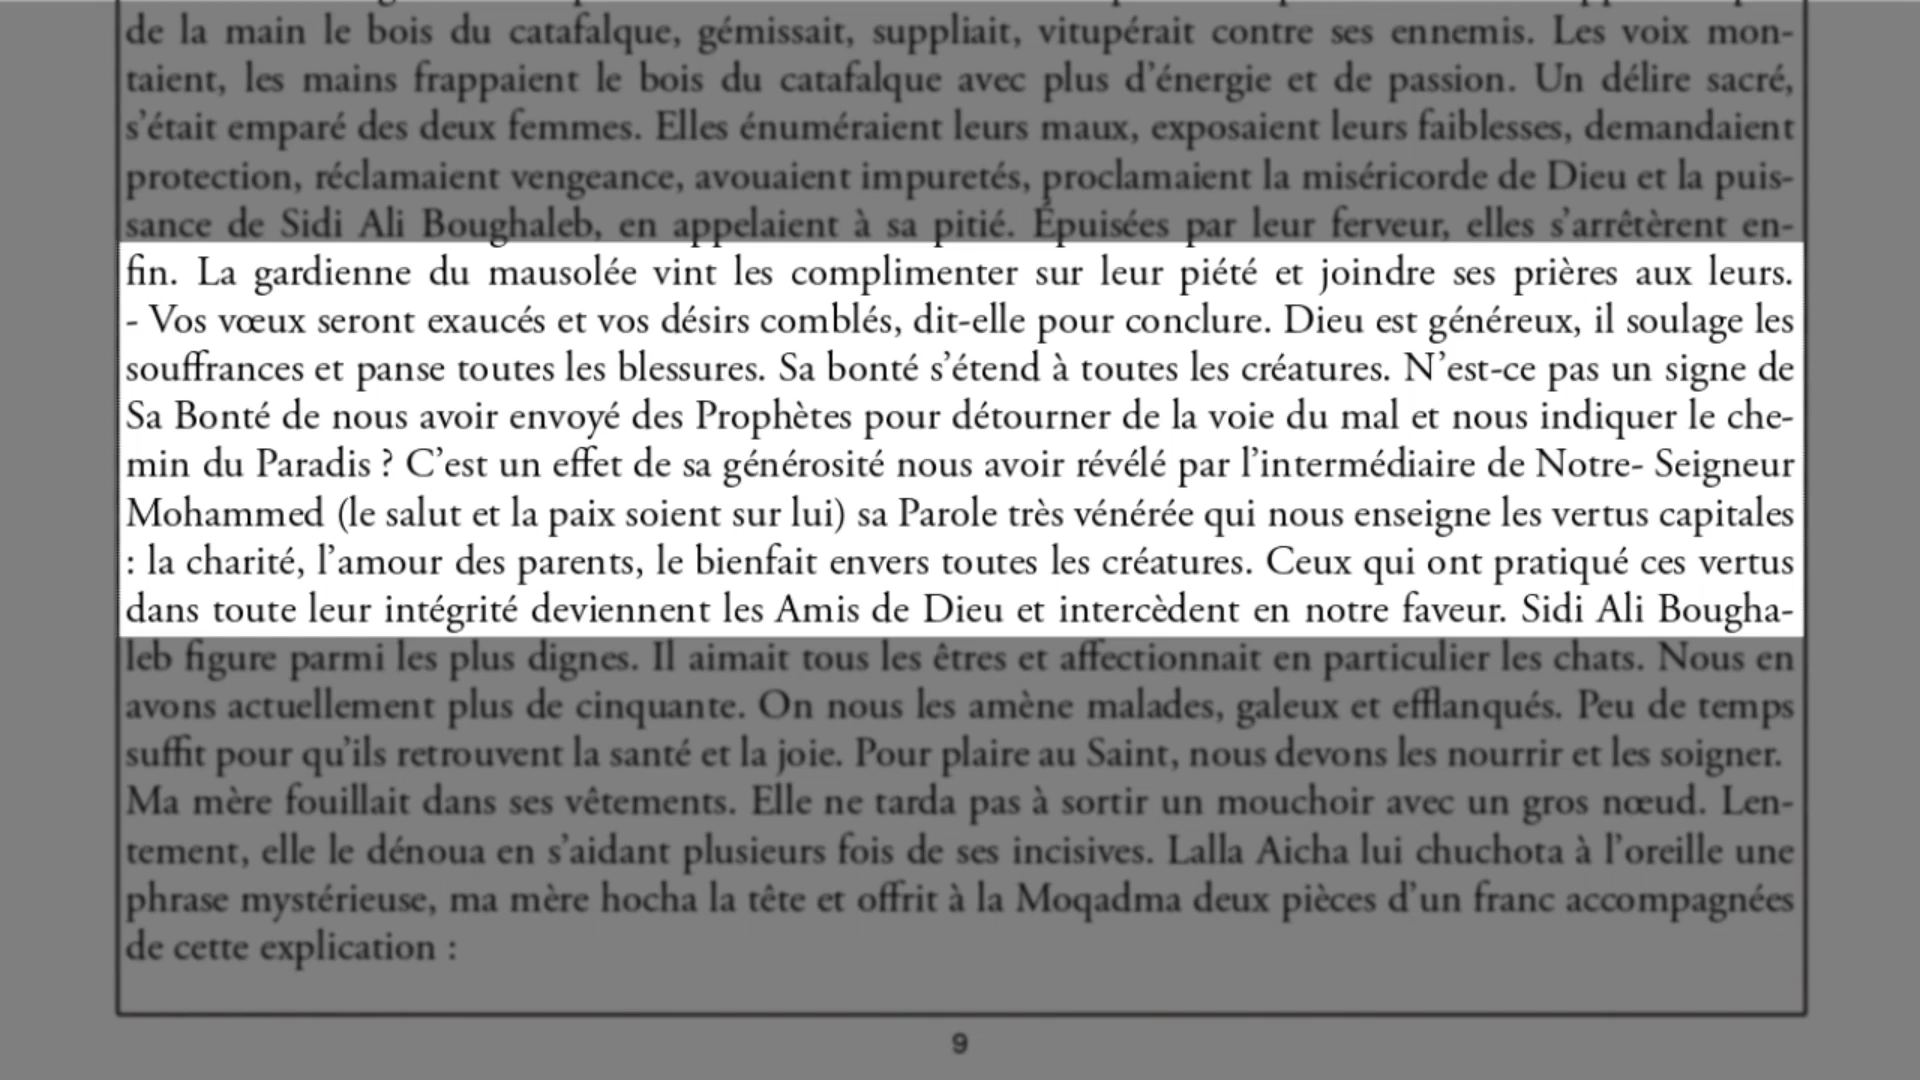 de la main le bois du catafalque, gémissait, suppliait, vitupérait contre ses ennemis. Les voix mon-
taient, les mains frappaient le bois du catafalque avec plus d’énergie et de passion. Un délire sacré,
s’était emparé des deux femmes. Elles énuméraient leurs maux, exposaient leurs faiblesses, demandaient
protection, réclamaient vengeance, avouaient impuretés, proclamaient la miséricorde de Dieu et la puis-
sance de Sidi Ali Boughaleb, en appelaient à sa pitié. Épuisées par leur ferveur, elles s’arrêtèrent en-
fin. La gardienne du mausolée vint les complimenter sur leur piété et joindre ses prières aux leurs.
- Vos vœux seront exaucés et vos désirs comblés, dit-elle pour conclure. Dieu est généreux, il soulage les
souffrances et panse toutes les blessures. Sa bonté s’étend à toutes les créatures. N’est-ce pas un signe de
Sa Bonté de nous avoir envoyé des Prophètes pour détourner de la voie du mal et nous indiquer le che-
min du Paradis ? C’est un effet de sa générosité nous avoir révélé par l’intermédiaire de Notre- Seigneur
Mohammed (le salut et la paix soient sur lui) sa Parole très vénérée qui nous enseigne les vertus capitales
: la charité, l’amour des parents, le bienfait envers toutes les créatures. Ceux qui ont pratiqué ces vertus
dans toute leur intégrité deviennent les Amis de Dieu et intercèdent en notre faveur. Sidi Ali Bougha-
leb figure parmi les plus dignes. Il aimait tous les êtres et affectionnait en particulier les chats. Nous en
avons actuellement plus de cinquante. On nous les amène malades, galeux et efflanqués. Peu de temps
suffit pour qu’ils retrouvent la santé et la joie. Pour plaire au Saint, nous devons les nourrir et les soigner.
Ma mère fouillait dans ses vêtements. Elle ne tarda pas à sortir un mouchoir avec un gros nœud. Len-
tement, elle le dénoua en s’aidant plusieurs fois de ses incisives. Lalla Aicha lui chuchota à l’oreille une
phrase mystérieuse, ma mère hocha la tête et offrit à la Moqadma deux pièces d’un franc accompagnées
de cette explication :
9